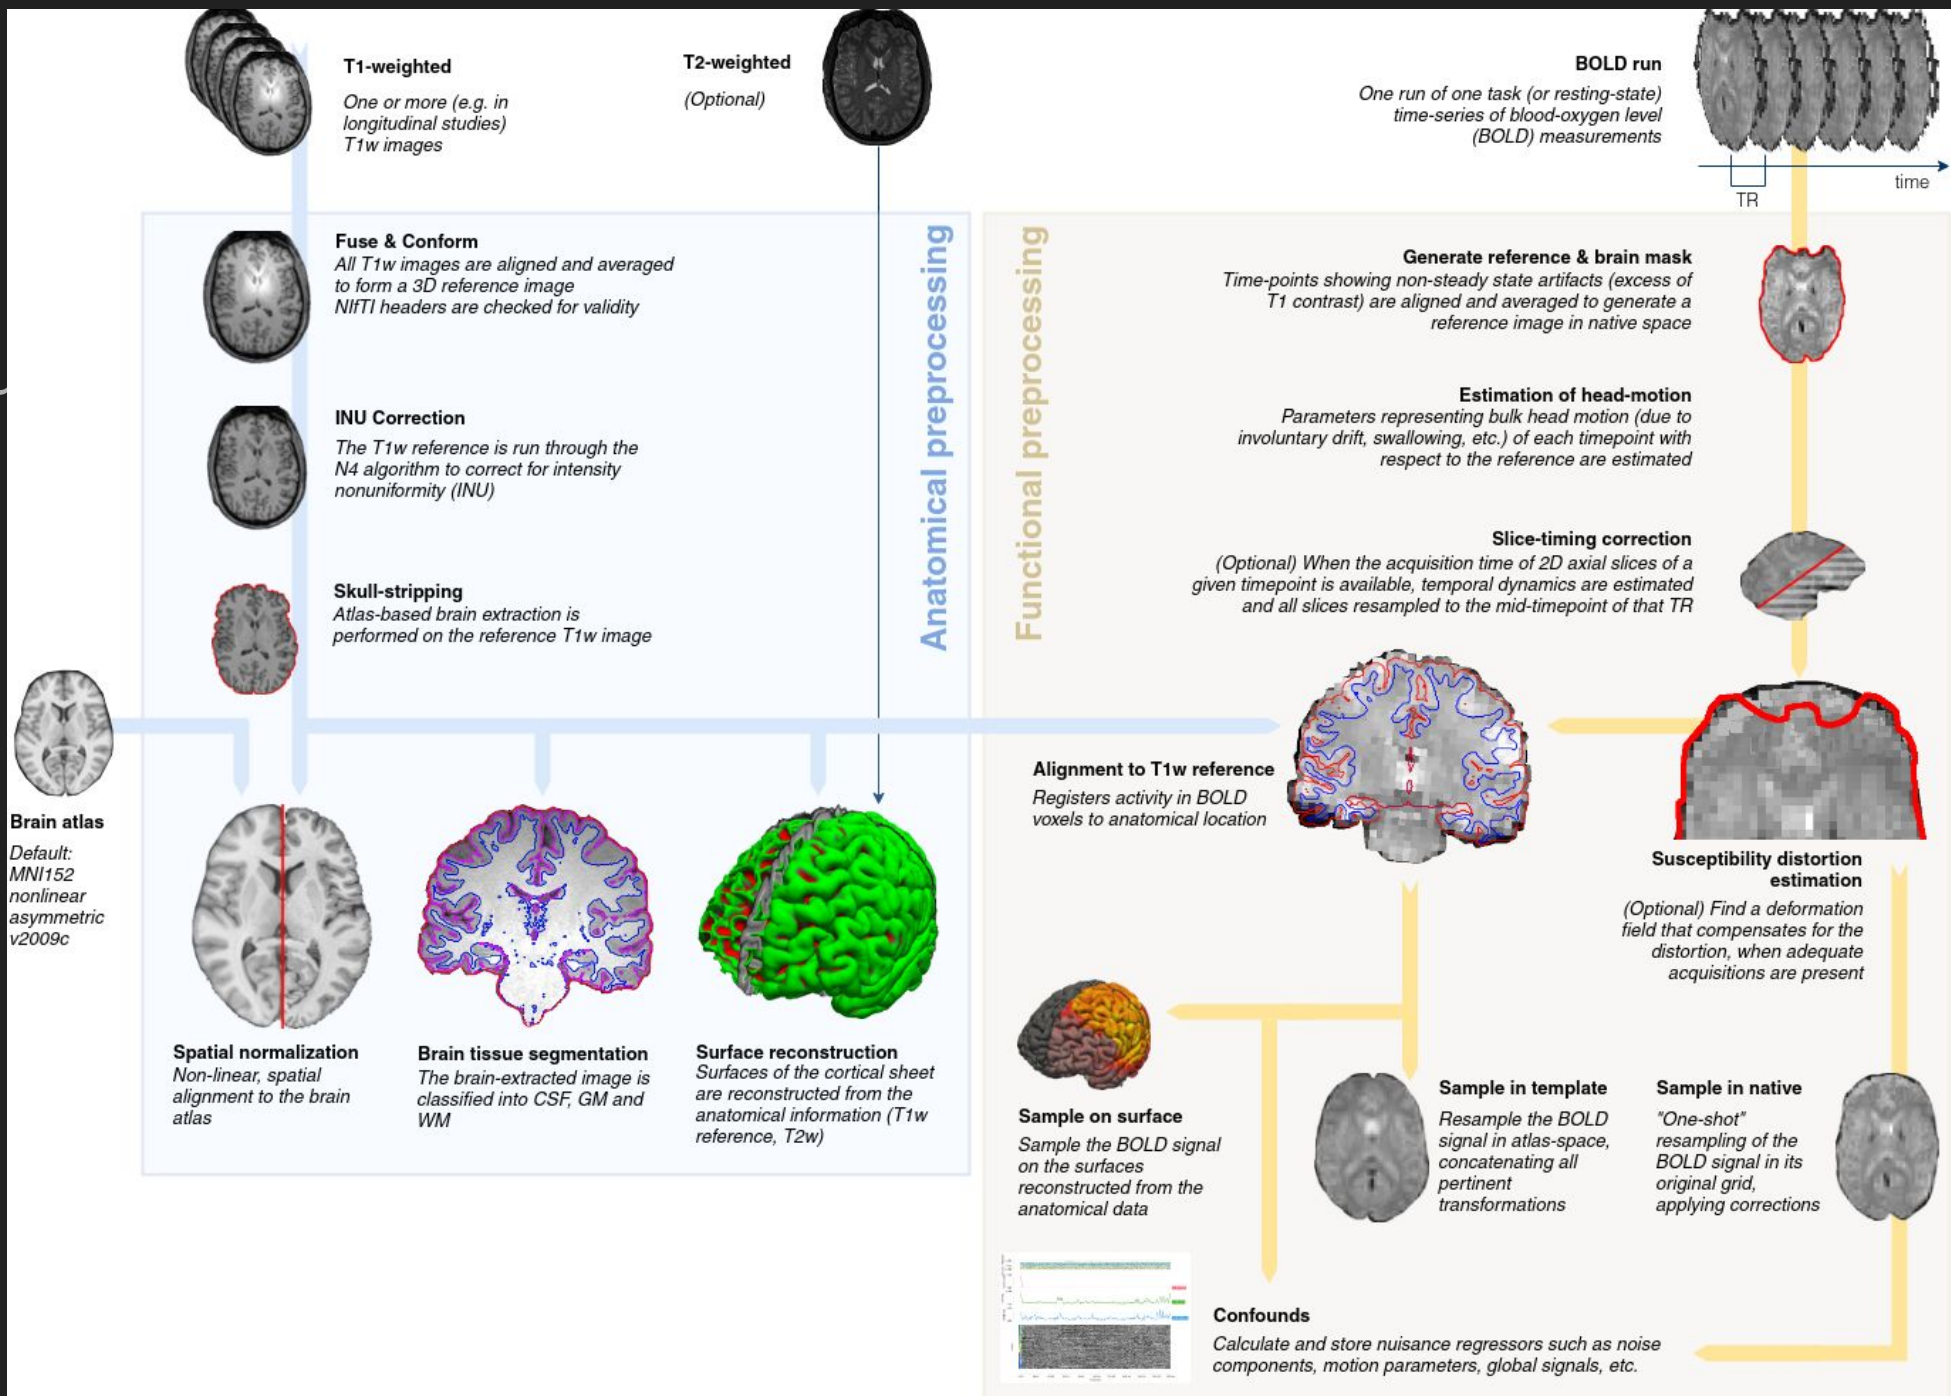 T1-weighted
One or more (e.g. in
longitudinal studies)
T1w images
T2-weighted
(Optional)
BOLD run
One run of one task (or resting-state)
time-series of blood-oxygen level
(BOLD) measurements
time
TR
Anatomical preprocessing
Fuse & Conform
All T1w images are aligned and averaged
to form a 3D reference image
NIfTI headers are checked for validity
INU Correction
The T1w reference is run through the
N4 algorithm to correct for intensity
nonuniformity (INU)
Skull-stripping
Atlas-based brain extraction is
performed on the reference T1w image
Brain atlas
Default:
MNI152
nonlinear
asymmetric
v2009c
Spatial normalization
Non-linear, spatial
alignment to the brain
atlas
Brain tissue segmentation
The brain-extracted image is
classified into CSF, GM and
WM
Surface reconstruction
Surfaces of the cortical sheet
are reconstructed from the
anatomical information (T1w
reference, T2w)
Functional preprocessing
Generate reference & brain mask
Time-points showing non-steady state artifacts (excess of
T1 contrast) are aligned and averaged to generate a
reference image in native space
Estimation of head-motion
Parameters representing bulk head motion (due to
involuntary drift, swallowing, etc.) of each timepoint with
respect to the reference are estimated
Slice-timing correction
(Optional) When the acquisition time of 2D axial slices of a
given timepoint is available, temporal dynamics are estimated
and all slices resampled to the mid-timepoint of that TR
Alignment to T1w reference
Registers activity in BOLD
voxels to anatomical location
Susceptibility distortion
estimation
(Optional) Find a deformation
field that compensates for the
distortion, when adequate
acquisitions are present
Sample on surface
Sample the BOLD signal
on the surfaces
reconstructed from the
anatomical data
Sample in template
Resample the BOLD
signal in atlas-space,
concatenating all
pertinent
transformations
Sample in native
"One-shot"
resampling of the
BOLD signal in its
original grid,
applying corrections
Confounds
Calculate and store nuisance regressors such as noise
components, motion parameters, global signals, etc.